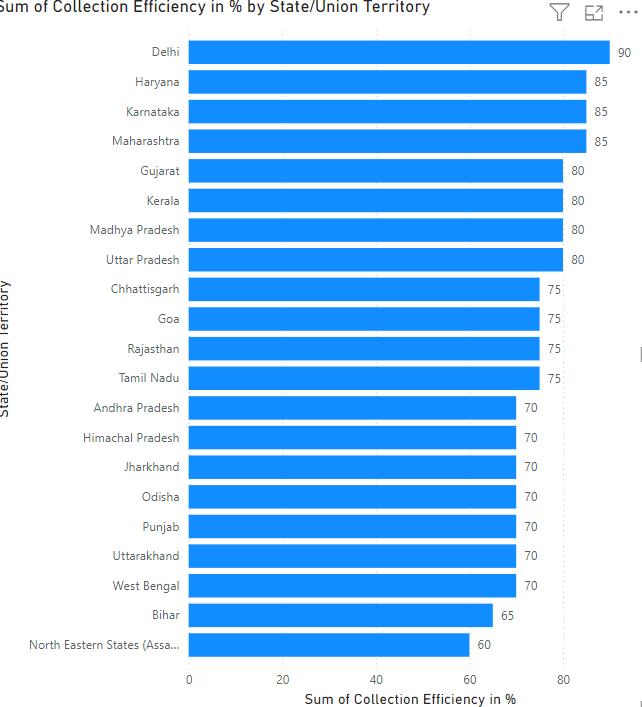 Sum of Collection Efficiency in % by State/Union Territory
State/Union Territory
Delhi 90
Haryana 85
Karnataka 85
Maharashtra 85
Gujarat 80
Kerala 80
Madhya Pradesh 80
Uttar Pradesh 80
Chhattisgarh 75
Goa 75
Rajasthan 75
Tamil Nadu 75
Andhra Pradesh 70
Himachal Pradesh 70
Jharkhand 70
Odisha 70
Punjab 70
Uttarakhand 70
West Bengal 70
Bihar 65
North Eastern States (Assa... 60
0 20 40 60 80
Sum of Collection Efficiency in %